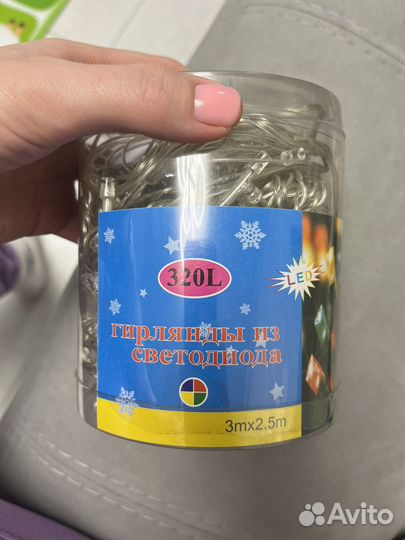 320L
LED
гирлянды из
светодиода
3mx2.5m
Avito